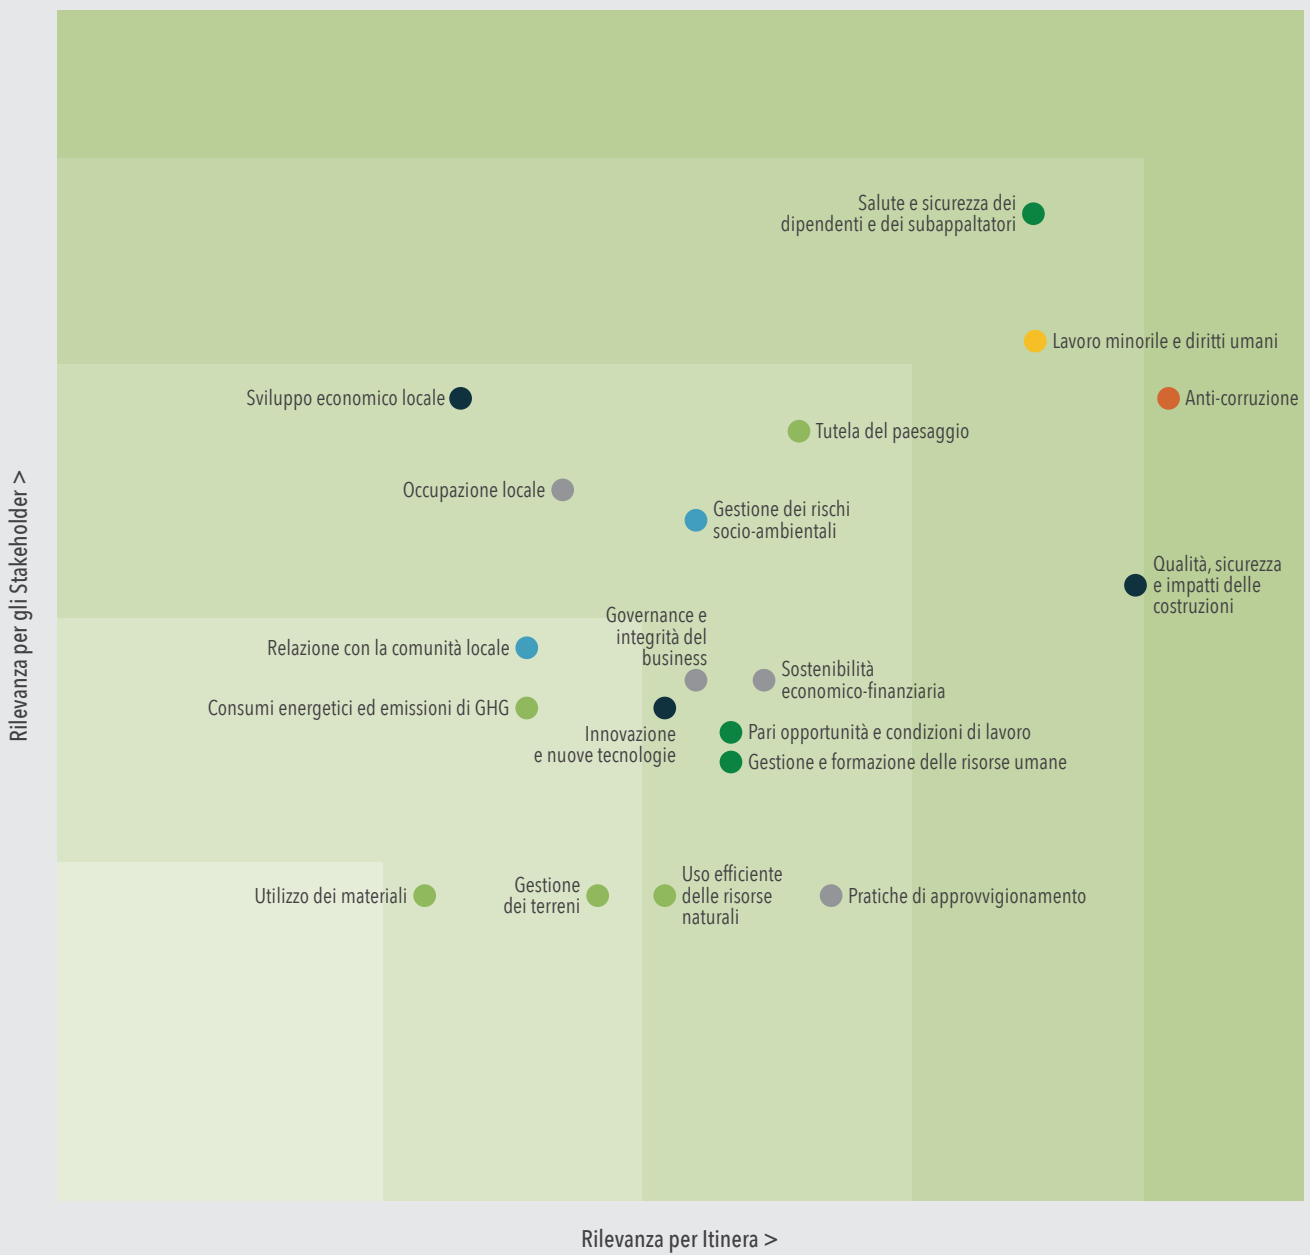 Salute e sicurezza dei
dipendenti e dei subappaltatori
Lavoro minorile e diritti umani
Sviluppo economico locale
Anti-corruzione
Tutela del paesaggio
Occupazione locale
Gestione dei rischi
socio-ambientali
Qualità, sicurezza
e impatti delle
costruzioni
Rilevanza per gli Stakeholder >
Governance e
integrità del
business
Relazione con la comunità locale
Sostenibilità
economico-finanziaria
Consumi energetici ed emissioni di GHG
Innovazione
e nuove tecnologie
Pari opportunità e condizioni di lavoro
Gestione e formazione delle risorse umane
Utilizzo dei materiali
Gestione
dei terreni
Uso efficiente
delle risorse
naturali
Pratiche di approvvigionamento
Rilevanza per Itinera >